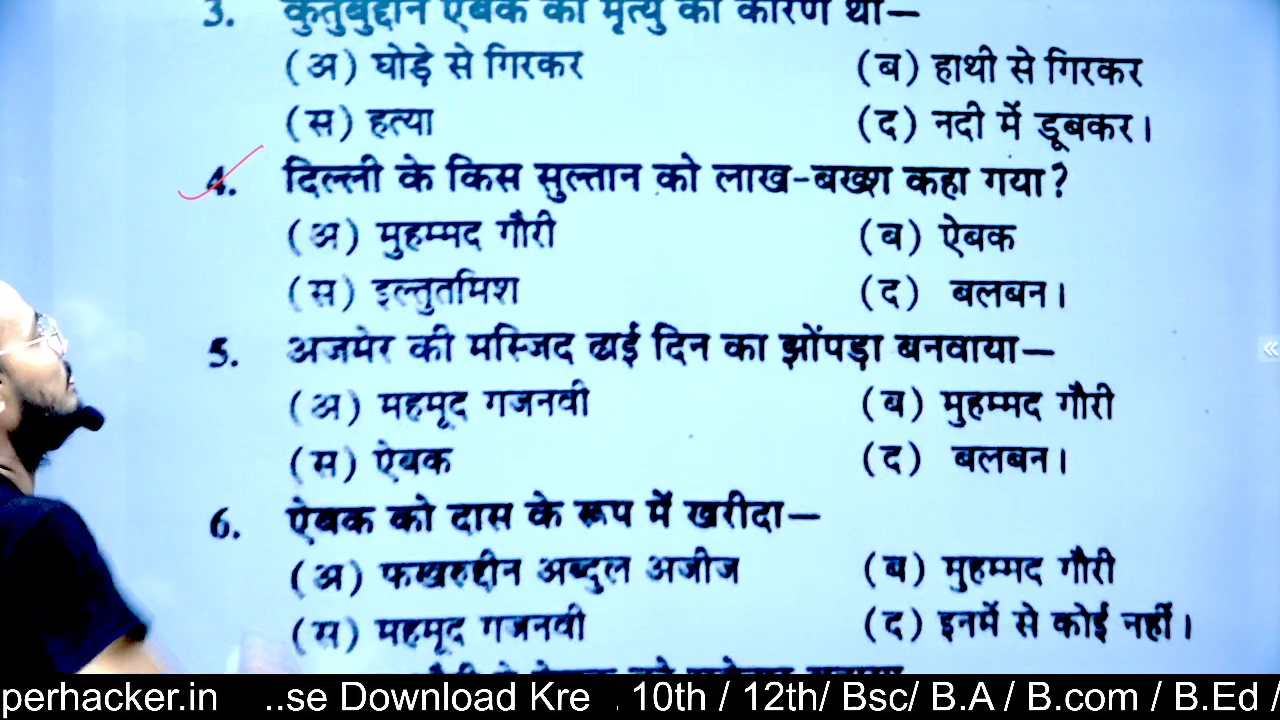 3. कुतुबुद्दीन ऐबक की मृत्यु का कारण था—
(अ) घोड़े से गिरकर (ब) हाथी से गिरकर
(स) हत्या (द) नदी में डूबकर।
4. दिल्ली के किस सुल्तान को लाख-बख्श कहा गया?
(अ) मुहम्मद गौरी (ब) ऐबक
(स) इल्तुतमिश (द) बलबन।
5. अजमेर की मस्जिद ढाई दिन का झोंपड़ा बनवाया—
(अ) महमूद गजनवी (ब) मुहम्मद गौरी
(स) ऐबक (द) बलबन।
6. ऐबक को दास के रूप में खरीदा—
(अ) फखरुद्दीन अब्दुल अजीज (ब) मुहम्मद गौरी
(स) महमूद गजनवी (द) इनमें से कोई नहीं।
perhacker.in ..se Download Kre . 10th / 12th/ Bsc/ B.A / B.com / B.Ed /